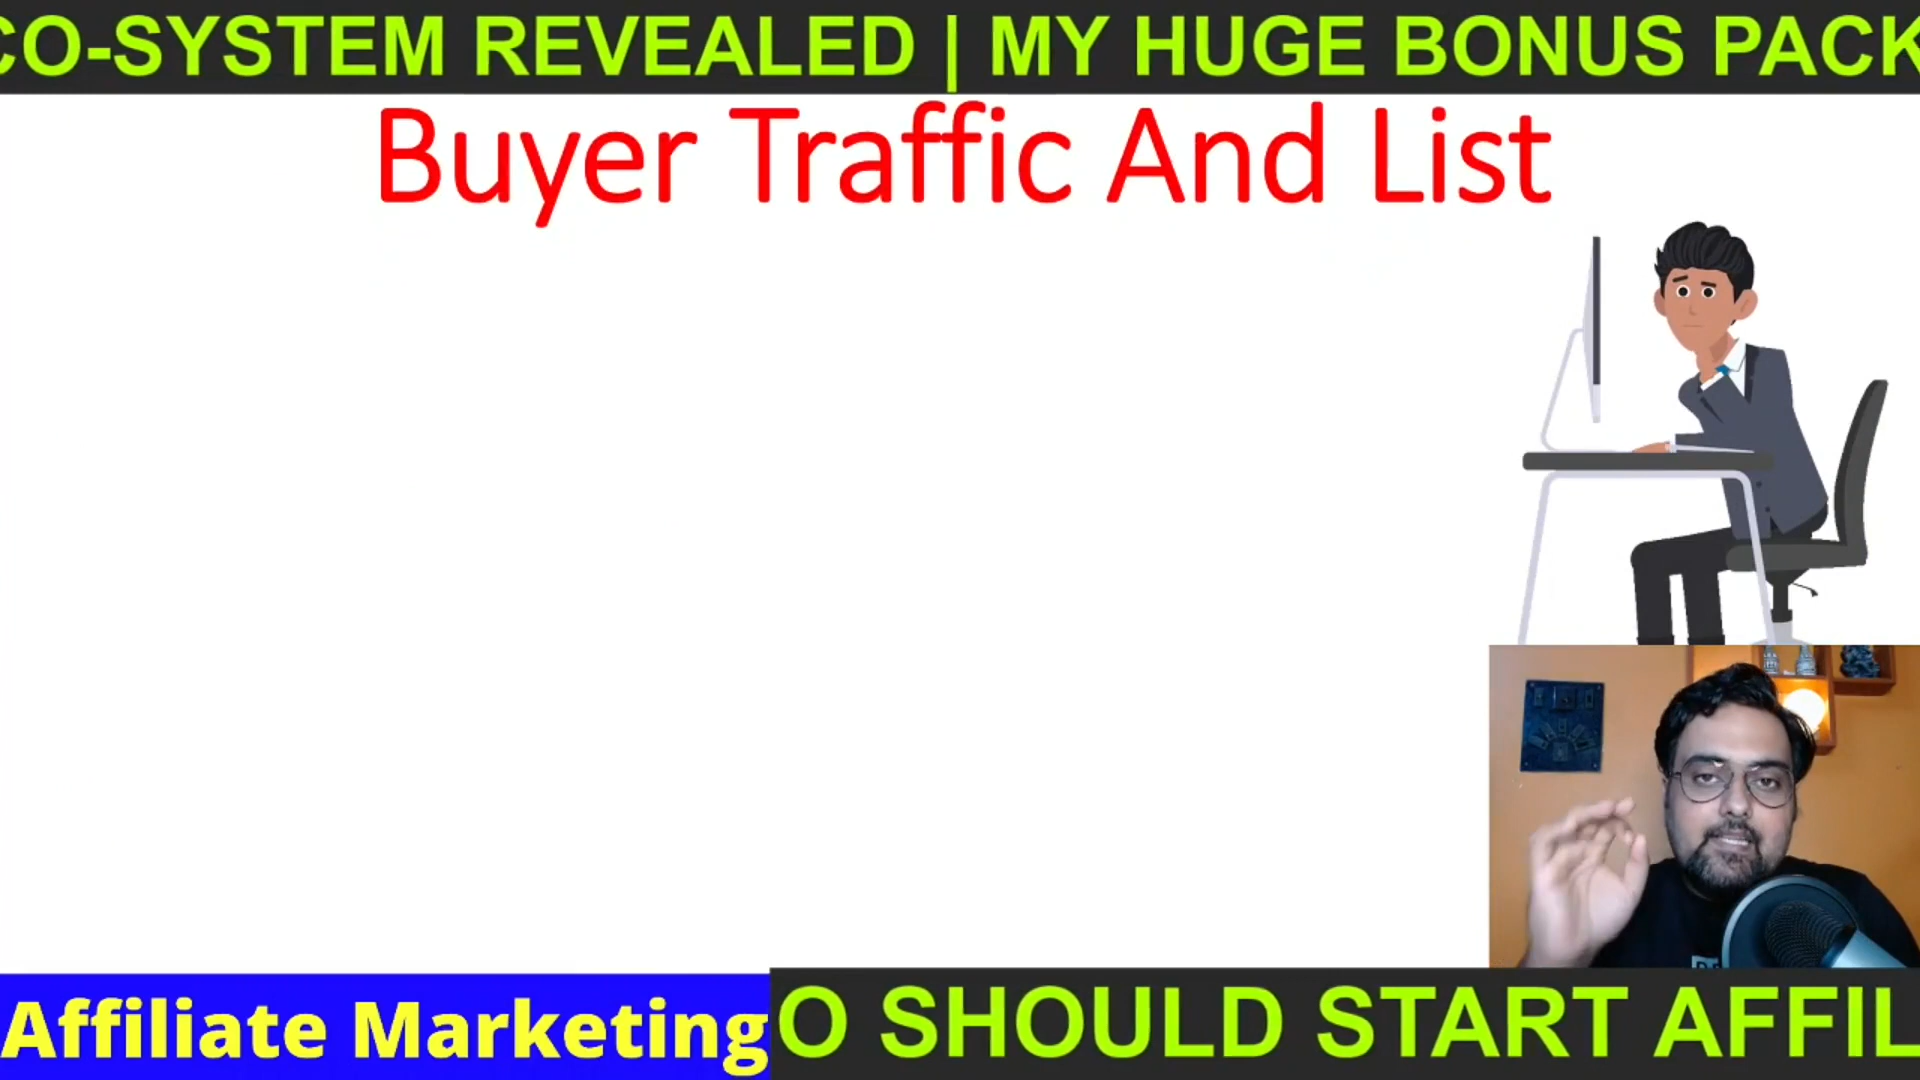 CO-SYSTEM REVEALED | MY HUGE BONUS PACK
Buyer Traffic And List
Affiliate Marketing
O SHOULD START AFFIL